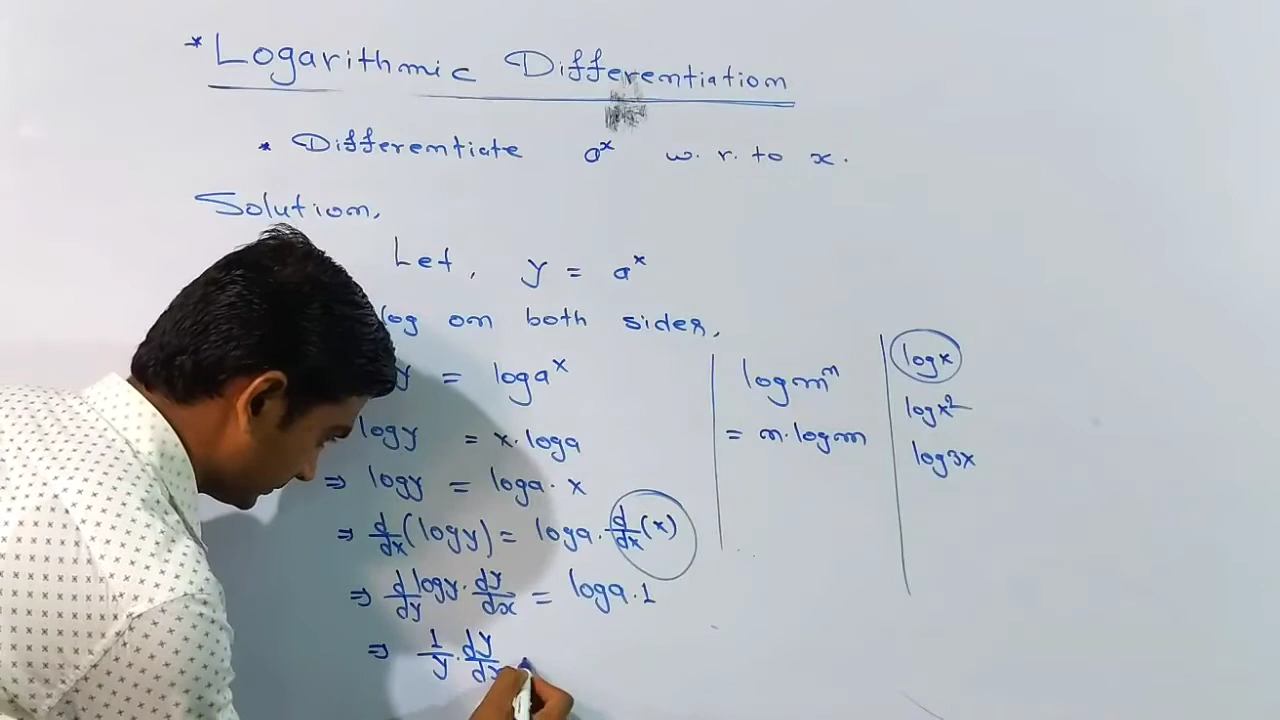 * Logarithmic Differentiation
* Differentiate a^x w. r. to x.
Solution,
Let, y = a^x
log on both sides,
y = log a^x
log y = x · log a
⇒ log y = log a · x
⇒ d/dx (log y) = log a · d/dx (x)
⇒ d/dy log y · dy/dx = log a · 1
⇒ 1/y · dy/dx
log m^n
= n · log m
log x
log x^2
log 3x